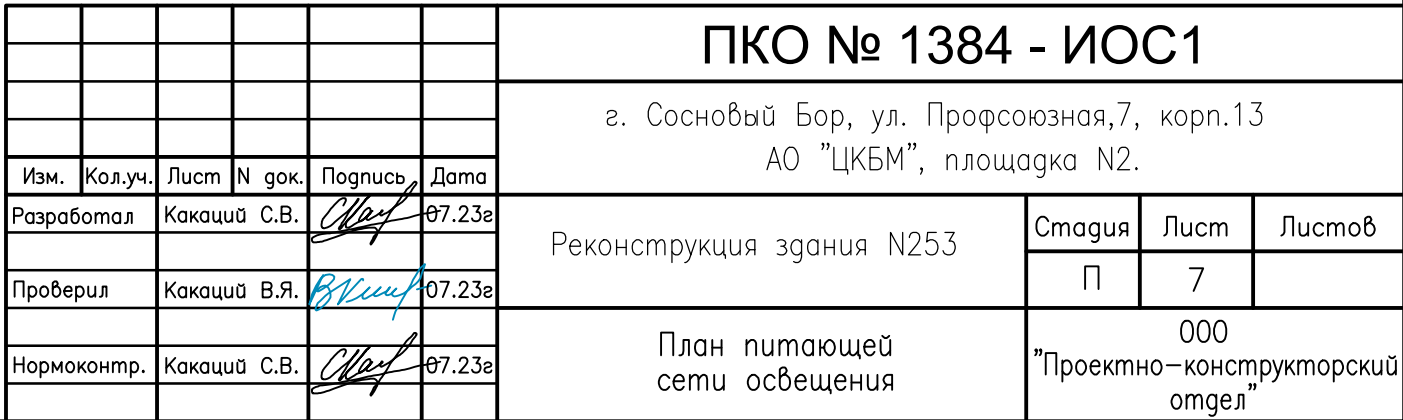 ПКО № 1384 - ИОС1
г. Сосновый Бор, ул. Профсоюзная,7, корп.13
АО "ЦКБМ", площадка N2.
Изм. Кол.уч. Лист N док. Подпись Дата
Разработал Какаций С.В. 07.23г
Проверил Какаций В.Я. 07.23г
Нормоконтр. Какаций С.В. 07.23г
Реконструкция здания N253
Стадия Лист Листов
П 7
План питающей
сети освещения
ООО
"Проектно-конструкторский
отдел"